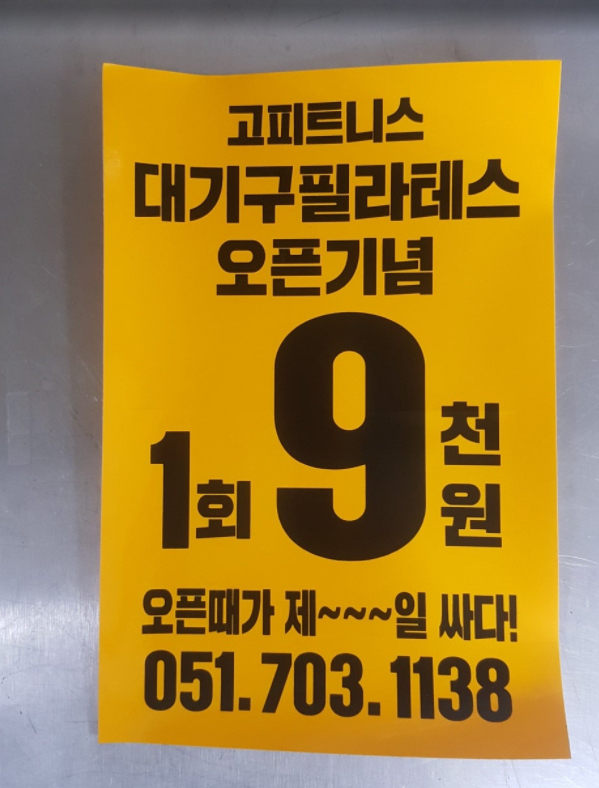 고피트니스
대기구필라테스
오픈기념
1회 9천원
오픈때가 제~~~일 싸다!
051.703.1138